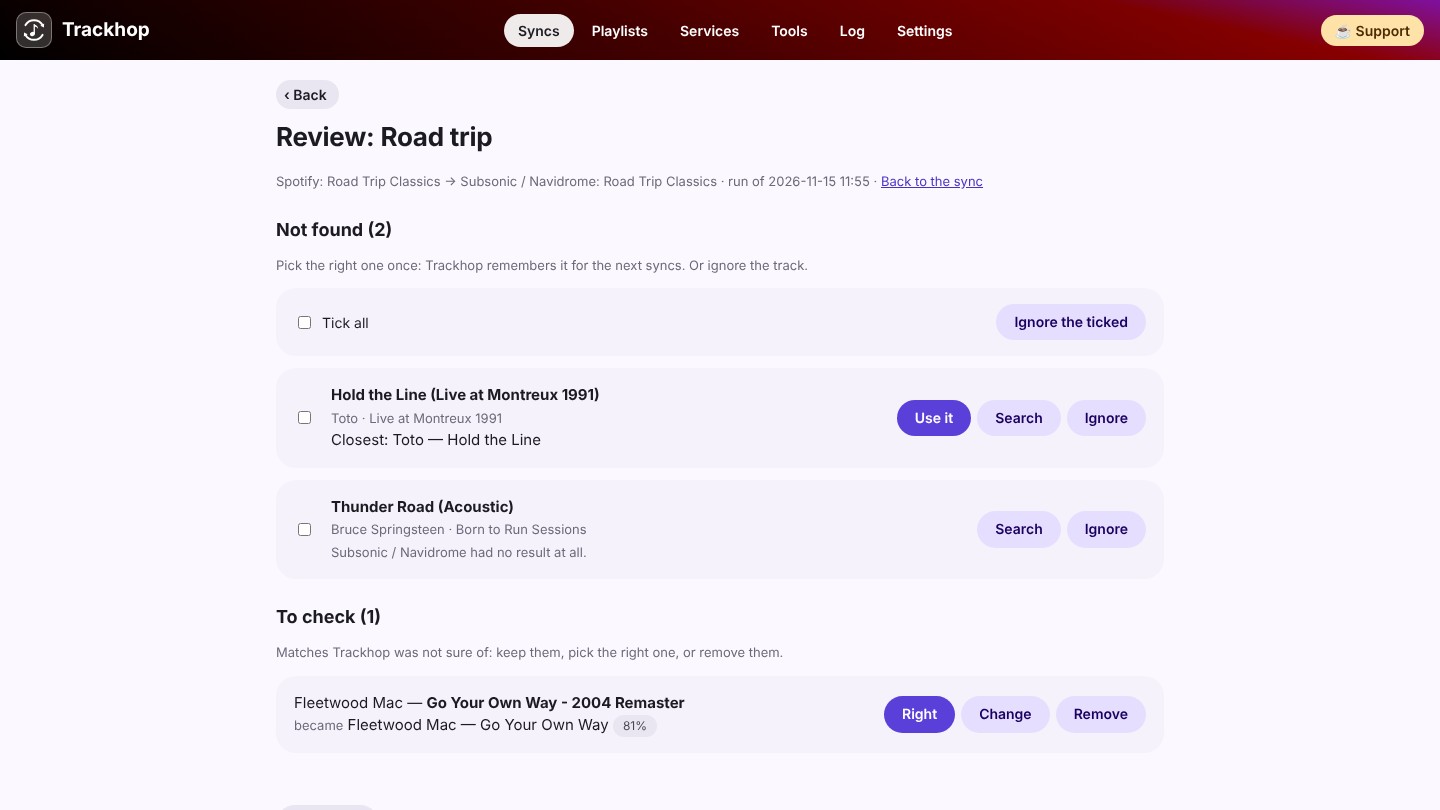 Trackhop
Syncs
Playlists
Services
Tools
Log
Settings
☕ Support
‹ Back
Review: Road trip
Spotify: Road Trip Classics → Subsonic / Navidrome: Road Trip Classics · run of 2026-11-15 11:55 · Back to the sync
Not found (2)
Pick the right one once: Trackhop remembers it for the next syncs. Or ignore the track.
Tick all
Ignore the ticked
Hold the Line (Live at Montreux 1991)
Toto · Live at Montreux 1991
Closest: Toto — Hold the Line
Use it
Search
Ignore
Thunder Road (Acoustic)
Bruce Springsteen · Born to Run Sessions
Subsonic / Navidrome had no result at all.
Search
Ignore
To check (1)
Matches Trackhop was not sure of: keep them, pick the right one, or remove them.
Fleetwood Mac — Go Your Own Way - 2004 Remaster
became Fleetwood Mac — Go Your Own Way 81%
Right
Change
Remove